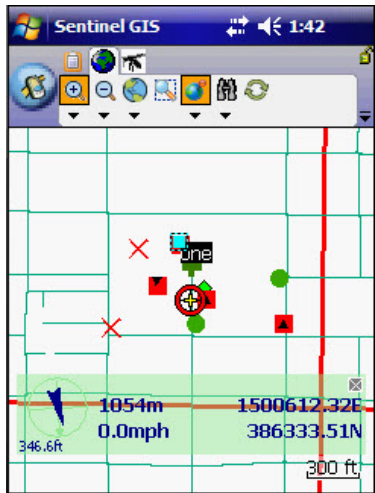 Sentinel GIS 1:42
one
1054m 1500612.32E
0.0mph 386333.51N
346.6ft
300 ft